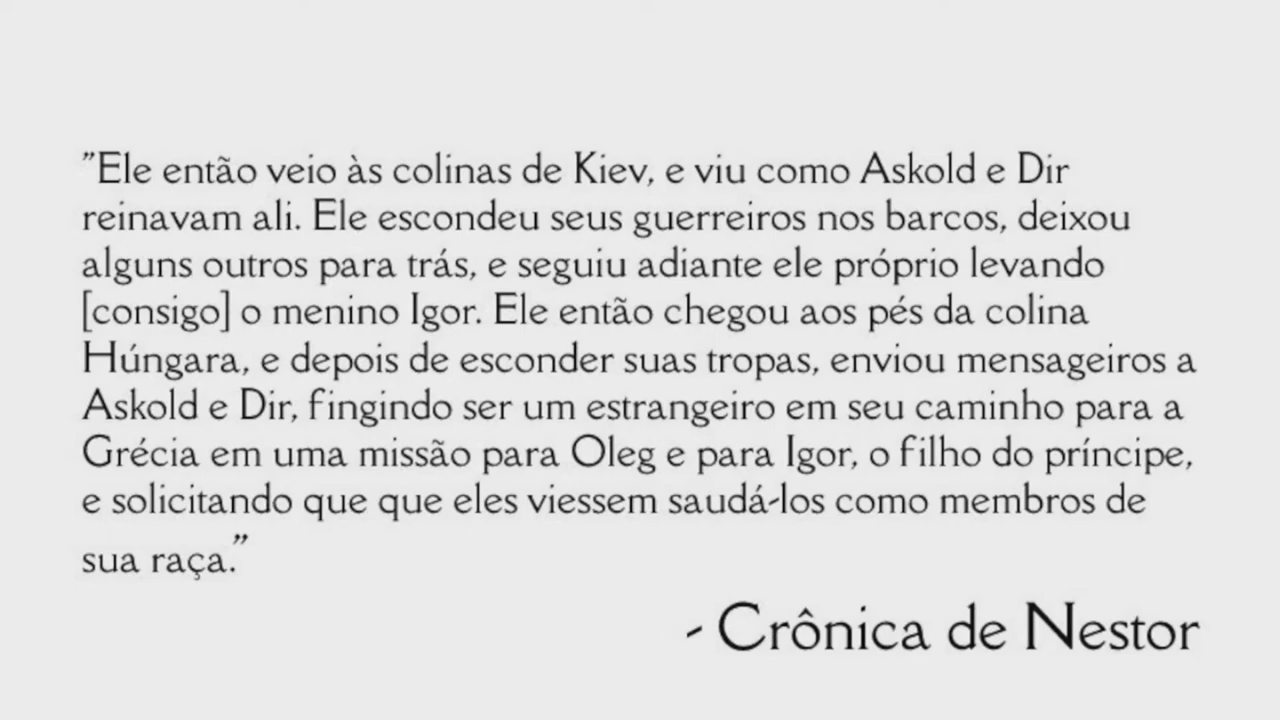 "Ele então veio às colinas de Kiev, e viu como Askold e Dir
reinavam ali. Ele escondeu seus guerreiros nos barcos, deixou
alguns outros para trás, e seguiu adiante ele próprio levando
[consigo] o menino Igor. Ele então chegou aos pés da colina
Húngara, e depois de esconder suas tropas, enviou mensageiros a
Askold e Dir, fingindo ser um estrangeiro em seu caminho para a
Grécia em uma missão para Oleg e para Igor, o filho do príncipe,
e solicitando que que eles viessem saudá-los como membros de
sua raça."
- Crônica de Nestor